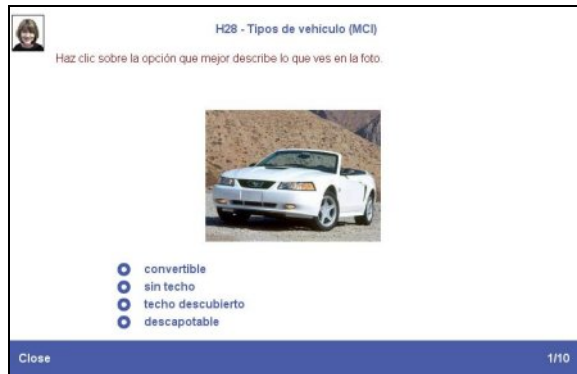 H28 - Tipos de vehículo (MCI)
Haz clic sobre la opción que mejor describe lo que ves en la foto.
convertible
sin techo
techo descubierto
descapotable
Close 1/10